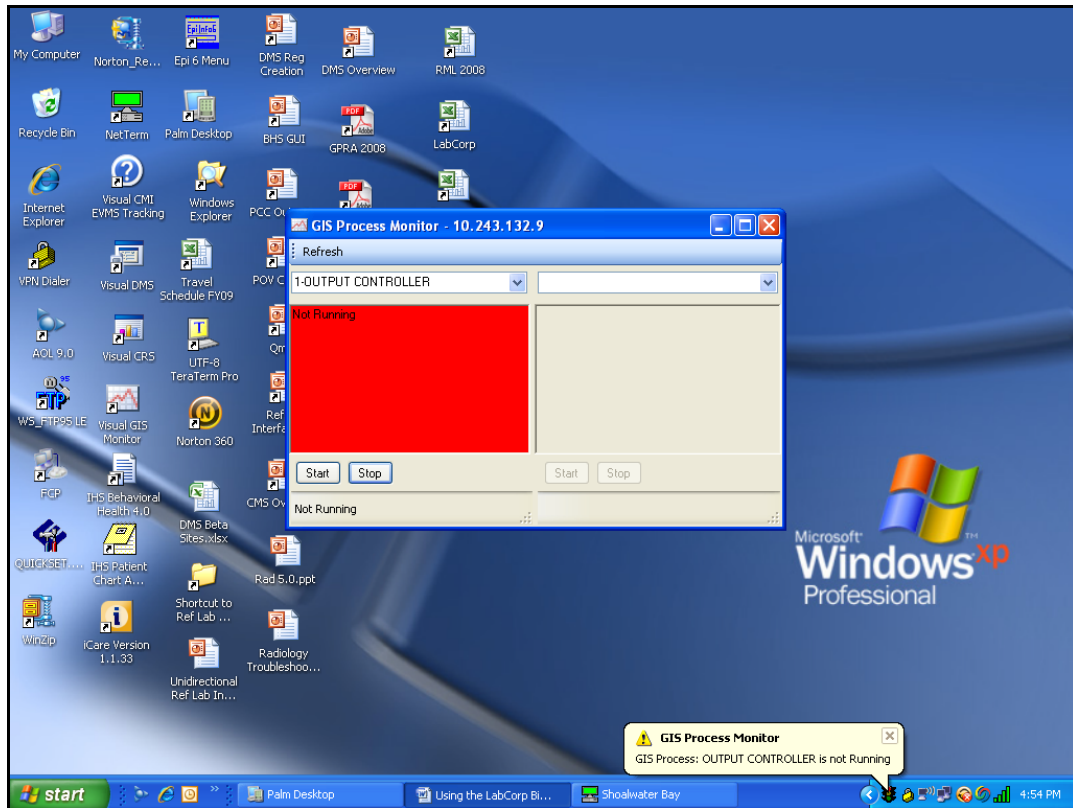 My Computer
Norton_Re...
Epi 6 Menu
DMS Reg
Creation
DMS Overview
RML 2008
Recycle Bin
NetTerm
Palm Desktop
BHS GUI
GPRA 2008
LabCorp
Internet
Explorer
Visual CMI
EVMS Tracking
Windows
Explorer
PCC Ou
GIS Process Monitor - 10.243.132.9
Refresh
1-OUTPUT CONTROLLER
Not Running
Start
Stop
Start
Stop
Not Running
VPN Dialer
Visual DMS
Travel
Schedule FY09
POV C
AOL 9.0
Visual CRS
UTF-8
TeraTerm Pro
WS_FTP95 LE
Visual GIS
Monitor
Norton 360
Ref
Interfa
FCP
IHS Behavioral
Health 4.0
DMS Beta
Sites.xlsx
CMS Ov
QUICKSET....
IHS Patient
Chart A...
Shortcut to
Ref Lab ...
Rad 5.0.ppt
WinZip
iCare Version
1.1.33
Unidirectional
Ref Lab In...
Radiology
Troubleshoo...
Microsoft
Windows xp
Professional
GIS Process Monitor
GIS Process: OUTPUT CONTROLLER is not Running
start
Palm Desktop
Using the LabCorp Bi...
Shoalwater Bay
4:54 PM